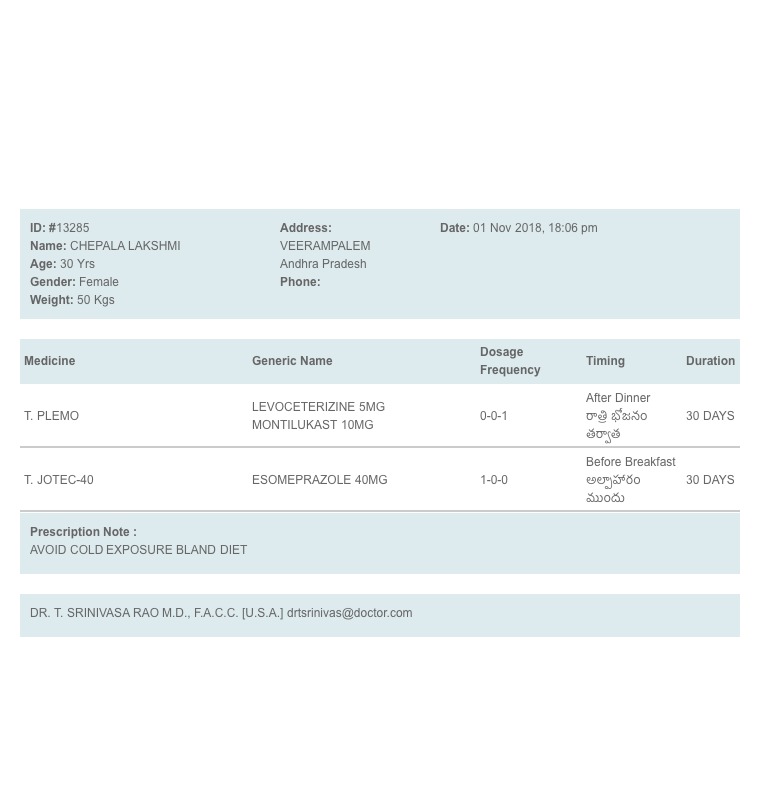 ID: #13285
Name: CHEPALA LAKSHMI
Age: 30 Yrs
Gender: Female
Weight: 50 Kgs
Address:
VEERAMPALEM
Andhra Pradesh
Phone:
Date: 01 Nov 2018, 18:06 pm
Medicine Generic Name Dosage Frequency Timing Duration
T. PLEMO
LEVOCETERIZINE 5MG
MONTILUKAST 10MG
0-0-1
After Dinner
రాత్రి భోజనం
తర్వాత
30 DAYS
T. JOTEC-40
ESOMEPRAZOLE 40MG
1-0-0
Before Breakfast
అల్పాహారం
ముందు
30 DAYS
Prescription Note :
AVOID COLD EXPOSURE BLAND DIET
DR. T. SRINIVASA RAO M.D., F.A.C.C. [U.S.A.] drtsrinivas@doctor.com